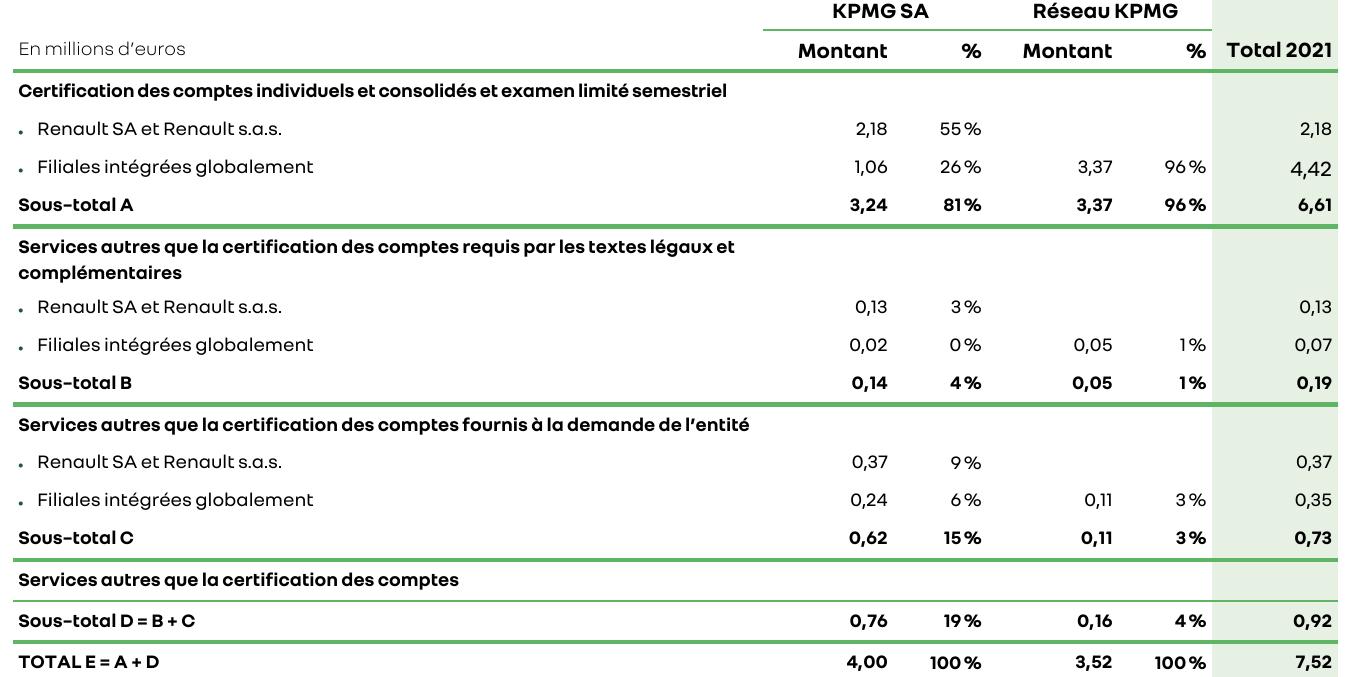 KPMG SA Réseau KPMG
En millions d’euros Montant % Montant % Total 2021
Certification des comptes individuels et consolidés et examen limité semestriel
• Renault SA et Renault s.a.s. 2,18 55 % 2,18
• Filiales intégrées globalement 1,06 26 % 3,37 96 % 4,42
Sous-total A 3,24 81 % 3,37 96 % 6,61
Services autres que la certification des comptes requis par les textes légaux et
complémentaires
• Renault SA et Renault s.a.s. 0,13 3 % 0,13
• Filiales intégrées globalement 0,02 0 % 0,05 1 % 0,07
Sous-total B 0,14 4 % 0,05 1 % 0,19
Services autres que la certification des comptes fournis à la demande de l’entité
• Renault SA et Renault s.a.s. 0,37 9 % 0,37
• Filiales intégrées globalement 0,24 6 % 0,11 3 % 0,35
Sous-total C 0,62 15 % 0,11 3 % 0,73
Services autres que la certification des comptes
Sous-total D = B + C 0,76 19 % 0,16 4 % 0,92
TOTAL E = A + D 4,00 100 % 3,52 100 % 7,52